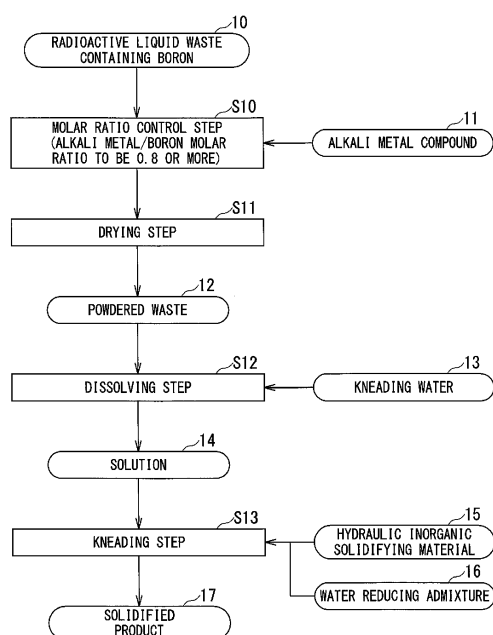 10
RADIOACTIVE LIQUID WASTE
CONTAINING BORON
S10
MOLAR RATIO CONTROL STEP
(ALKALI METAL/BORON MOLAR
RATIO TO BE 0.8 OR MORE)
11
ALKALI METAL COMPOUND
S11
DRYING STEP
12
POWDERED WASTE
S12
DISSOLVING STEP
13
KNEADING WATER
14
SOLUTION
S13
KNEADING STEP
15
HYDRAULIC INORGANIC
SOLIDIFYING MATERIAL
16
WATER REDUCING ADMIXTURE
17
SOLIDIFIED
PRODUCT